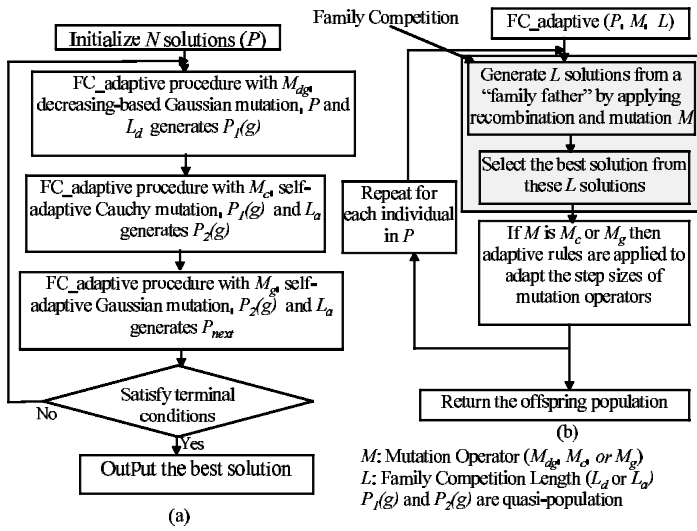 Initialize N solutions (P)
FC_adaptive procedure with Mdg,
decreasing-based Gaussian mutation, P and
Ld generates P1(g)
FC_adaptive procedure with Mc, self-
adaptive Cauchy mutation, P1(g) and La
generates P2(g)
FC_adaptive procedure with Mg, self-
adaptive Gaussian mutation, P2(g) and La
generates Pnext
Satisfy terminal
conditions
No
Yes
OutPut the best solution
(a)
Family Competition
FC_adaptive (P, M, L)
Generate L solutions from a
“family father” by applying
recombination and mutation M
Select the best solution from
these L solutions
Repeat for
each individual
in P
If M is Mc or Mg then
adaptive rules are applied to
adapt the step sizes of
mutation operators
Return the offspring population
(b)
M: Mutation Operator (Mdg, Mc, or Mg)
L: Family Competition Length (Ld or La)
P1(g) and P2(g) are quasi-population